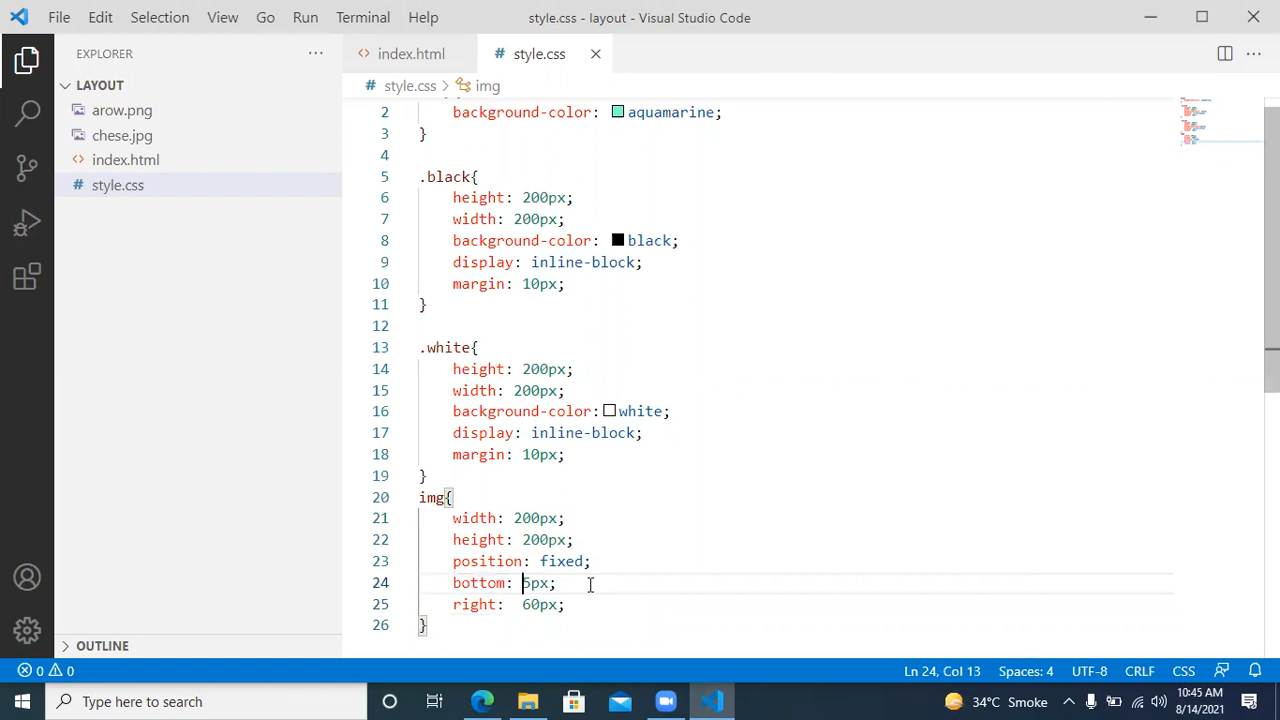 File Edit Selection View Go Run Terminal Help style.css - layout - Visual Studio Code
EXPLORER
LAYOUT
arow.png
chese.jpg
index.html
style.css
OUTLINE
index.html style.css
style.css > img
2 background-color: aquamarine;
3 }
4
5 .black{
6 height: 200px;
7 width: 200px;
8 background-color: black;
9 display: inline-block;
10 margin: 10px;
11 }
12
13 .white{
14 height: 200px;
15 width: 200px;
16 background-color: white;
17 display: inline-block;
18 margin: 10px;
19 }
20 img{
21 width: 200px;
22 height: 200px;
23 position: fixed;
24 bottom: 5px;
25 right: 60px;
26 }
0 0 Ln 24, Col 13 Spaces: 4 UTF-8 CRLF CSS
Type here to search 34°C Smoke 10:45 AM
8/14/2021